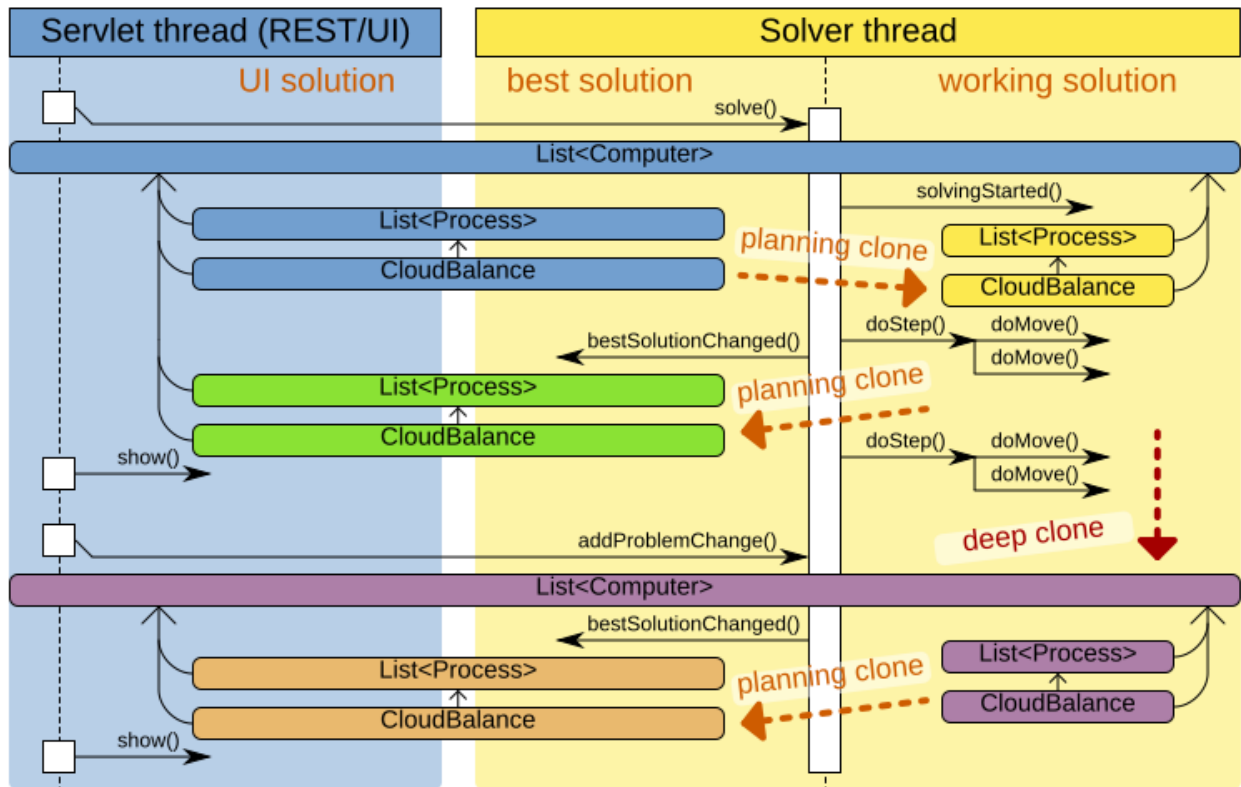 Servlet thread (REST/UI)
Solver thread
UI solution
best solution
working solution
solve()
List<Computer>
solvingStarted()
List<Process>
List<Process>
planning clone
CloudBalance
CloudBalance
doStep()
doMove()
bestSolutionChanged()
doMove()
List<Process>
planning clone
CloudBalance
doStep()
doMove()
show()
doMove()
deep clone
addProblemChange()
List<Computer>
bestSolutionChanged()
List<Process>
List<Process>
planning clone
CloudBalance
CloudBalance
show()